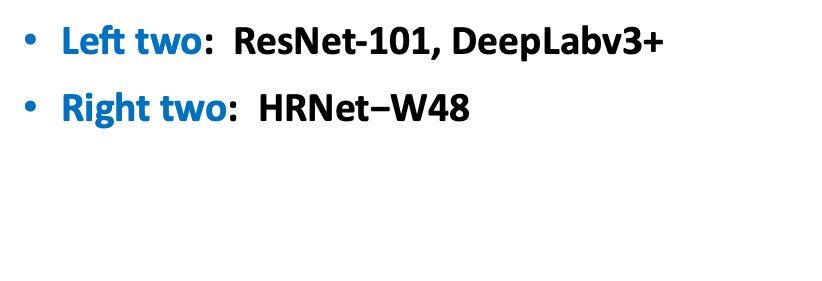 • Left two: ResNet-101, DeepLabv3+
• Right two: HRNet–W48